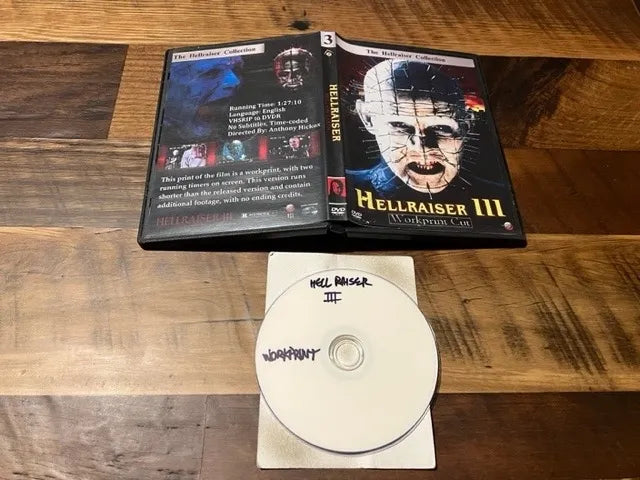 The Hellraiser Collection
Running Time: 1:27:10
Language: English
VHSRIP to DVDR
No Subtitles, Time-coded
Directed By: Anthony Hickox
This print of the film is a workprint, with two
running timers on screen. This version runs
shorter than the released version and contain
additional footage, with no ending credits.
HELLRAISER III
3
HELLRAISER
DVD
The Hellraiser Collection
HELLRAISER III
Workprint Cut
DVD
HELL RAISER
III
WORKPRINT